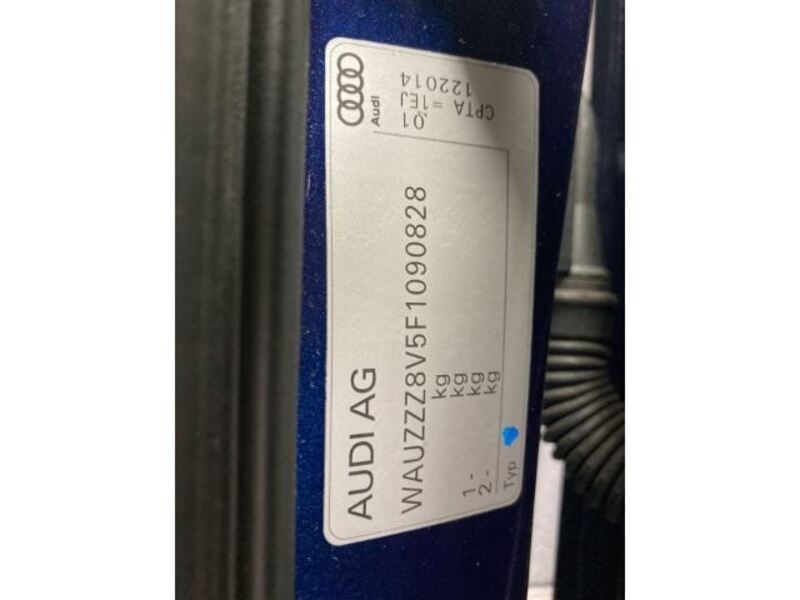 AUDI AG
WAUZZZ8V5F1090828
kg
kg
1 - kg
2 - kg
Typ
Audi
01
=1EJ
122014
CPTA